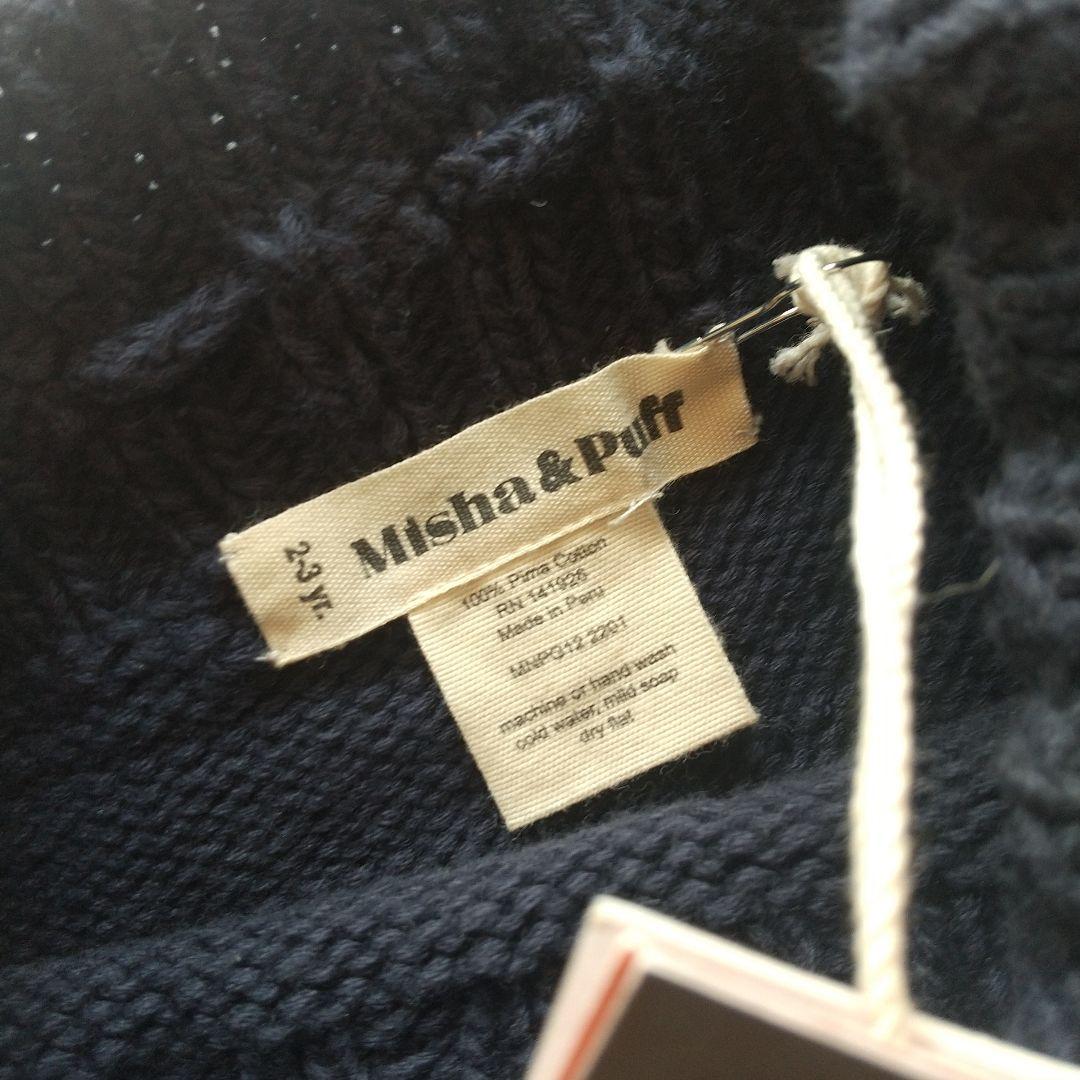 Misha & Puff
2-3 yr.
100% Pima Cotton
RN 141926
Made in Peru
MNPG12 2201
machine or hand wash
cold water, mild soap
dry flat